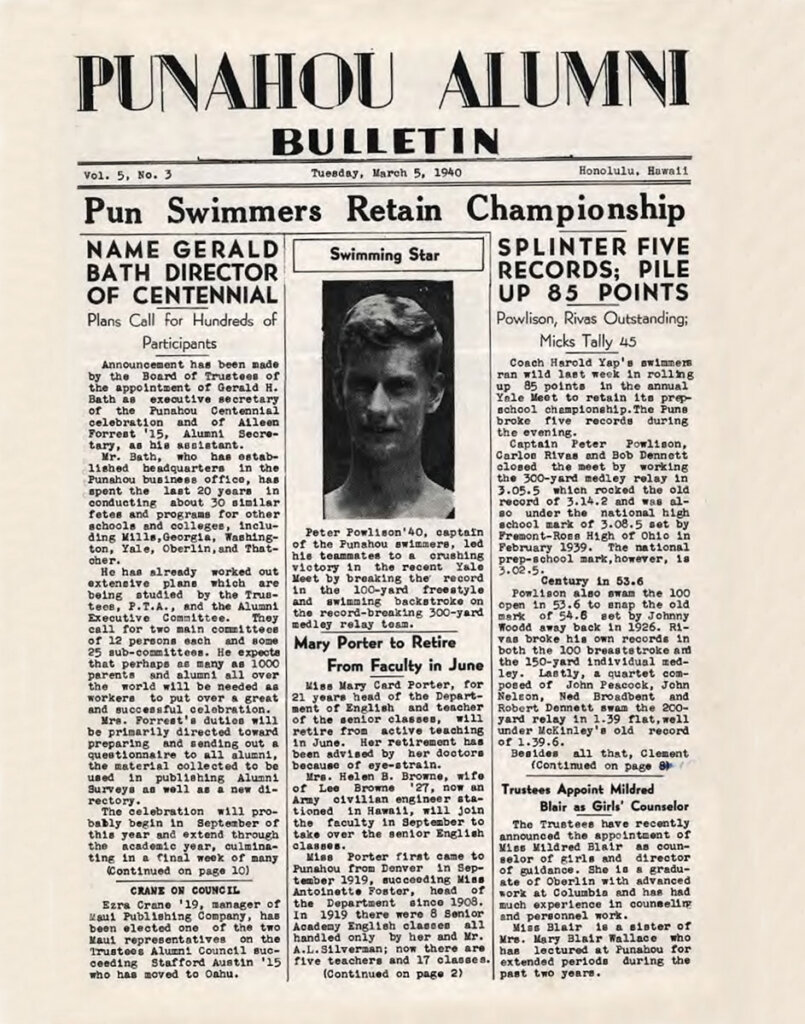 PUNAHOU ALUMNI
BULLETIN
Vol. 5, No. 3
Tuesday, March 5, 1940
Honolulu, Hawaii
Pun Swimmers Retain Championship
NAME GERALD
BATH DIRECTOR
OF CENTENNIAL
Plans Call for Hundreds of
Participants
Announcement has been made
by the Board of Trustees of
the appointment of Gerald H.
Bath as executive secretary
of the Punahou Centennial
celebration and of Aileen
Forrest '15, Alumni Secre-
tary, as his assistant.
Mr. Bath, who has estab-
lished headquarters in the
Punahou business office, has
spent the last 20 years in
conducting about 30 similar
fetes and programs for other
schools and colleges, inclu-
ding Mills,Georgia, Washing-
ton, Yale, Oberlin,and That-
cher.
He has already worked out
extensive plans which are
being studied by the Trus-
tees, P.T.A., and the Alumni
Executive Committee. They
call for two main committees
of 12 persons each and some
25 sub-committees. He expects
that perhaps as many as 1000
parents and alumni all over
the world will be needed as
workers to put over a great
and successful celebration.
Mrs. Forrest's duties will
be primarily directed toward
preparing and sending out a
questionnaire to all alumni,
the material collected to be
used in publishing Alumni
Surveys as well as a new di-
rectory.
The celebration will pro-
bably begin in September of
this year and extend through
the academic year, culmina-
ting in a final week of many
(Continued on page 10)
CRANE ON COUNCIL
Ezra Crane '19, manager of
Maui Publishing Company, has
been elected one of the two
Maui representatives on the
Trustees Alumni Council suc-
ceeding Stafford Austin '15
who has moved to Oahu.
Swimming Star
Peter Powlison'40, captain
of the Punahou swimmers, led
his teammates to a crushing
victory in the recent Yale
Meet by breaking the record
in the 100-yard freestyle
and swimming backstroke on
the record-breaking 300-yard
medley relay team.
Mary Porter to Retire
From Faculty in June
Miss Mary Card Porter, for
21 years head of the Depart-
ment of English and teacher
of the senior classes, will
retire from active teaching
in June. Her retirement has
been advised by her doctors
because of eye-strain.
Mrs. Helen B. Browne, wife
of Lee Browne '27, now an
Army civilian engineer sta-
tioned in Hawaii, will join
the faculty in September to
take over the senior English
classes.
Miss Porter first came to
Punahou from Denver in Sep-
tember 1919, succeeding Miss
Antoinette Foster, head of
the Department since 1908.
In 1919 there were 8 Senior
Academy English classes all
handled only by her and Mr.
A.L.Silverman; now there are
five teachers and 17 classes.
(Continued on page 2)
SPLINTER FIVE
RECORDS; PILE
UP 85 POINTS
Powlison, Rivas Outstanding;
Micks Tally 45
Coach Harold Yap's swimmers
ran wild last week in rolling
up 85 points in the annual
Yale Meet to retain its prep-
school championship.The Puns
broke five records during
the evening.
Captain Peter Powlison,
Carlos Rivas and Bob Dennett
closed the meet by working
the 300-yard medley relay in
3.05.5 which rocked the old
record of 3.14.2 and was al-
so under the national high
school mark of 3.08.5 set by
Fremont-Ross High of Ohio in
February 1939. The national
prep-school mark,however, is
3.02.5.
Century in 53.6
Powlison also swam the 100
open in 53.6 to snap the old
mark of 54.6 set by Johnny
Woodd away back in 1926. Ri-
vas broke his own records in
both the 100 breaststroke and
the 150-yard individual med-
ley. Lastly, a quartet com-
posed of John Peacock, John
Nelson, Ned Broadbent and
Robert Dennett swam the 200-
yard relay in 1.39 flat,well
under McKinley's old record
of 1.39.6.
Besides all that, Clement
(Continued on page 8)
Trustees Appoint Mildred
Blair as Girls' Counselor
The Trustees have recently
announced the appointment of
Miss Mildred Blair as coun-
selor of girls and director
of guidance. She is a gradu-
ate of Oberlin with advanced
work at Columbia and has had
much experience in counseling
and personnel work.
Miss Blair is a sister of
Mrs. Mary Blair Wallace who
has lectured at Punahou for
extended periods during the
past two years.